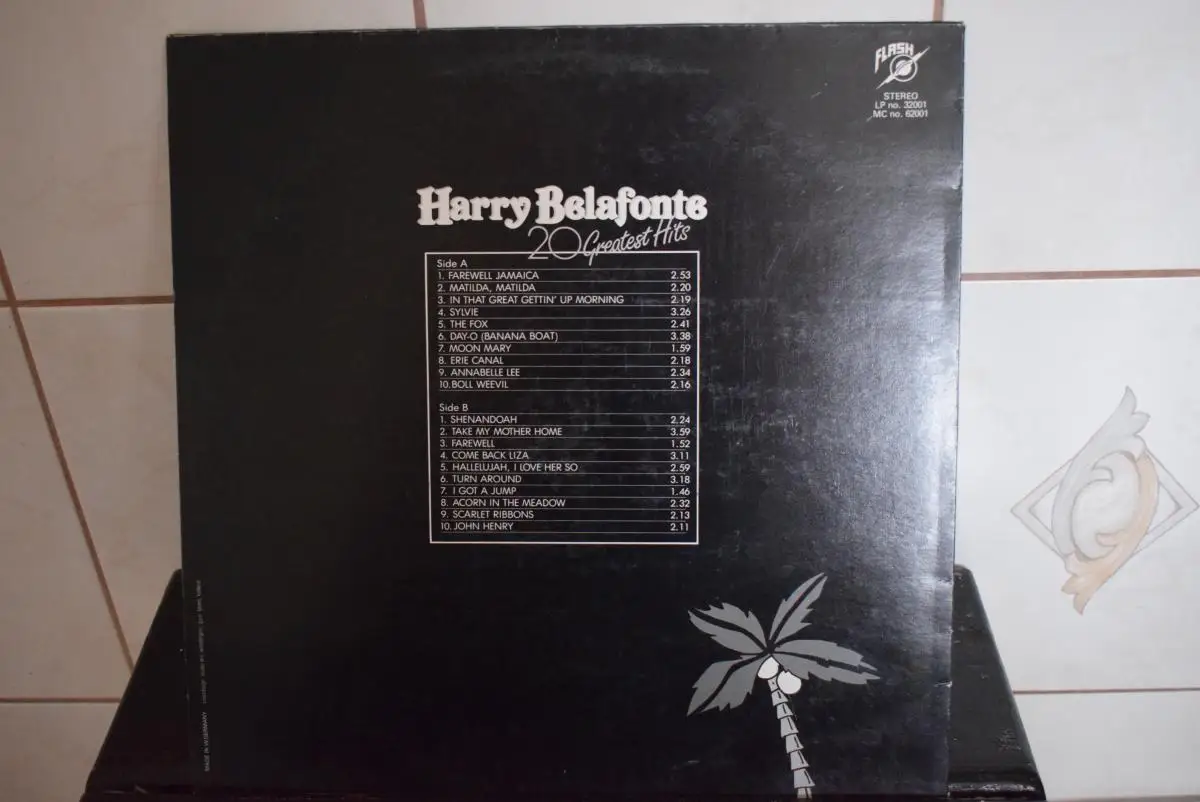 FLASH
STEREO
LP no. 32001
MC no. 62001
Harry Belafonte
20 Greatest Hits
Side A
1. FAREWELL JAMAICA 2.53
2. MATILDA, MATILDA 2.20
3. IN THAT GREAT GETTIN' UP MORNING 2.19
4. SYLVIE 3.26
5. THE FOX 2.41
6. DAY-O (BANANA BOAT) 3.38
7. MOON MARY 1.59
8. ERIE CANAL 2.18
9. ANNABELLE LEE 2.34
10. BOLL WEEVIL 2.16
Side B
1. SHENANDOAH 2.24
2. TAKE MY MOTHER HOME 3.59
3. FAREWELL 1.52
4. COME BACK LIZA 3.11
5. HALLELUJAH, I LOVE HER SO 2.59
6. TURN AROUND 3.18
7. I GOT A JUMP 1.46
8. ACORN IN THE MEADOW 2.32
9. SCARLET RIBBONS 2.13
10. JOHN HENRY 2.11
MADE IN W.GERMANY